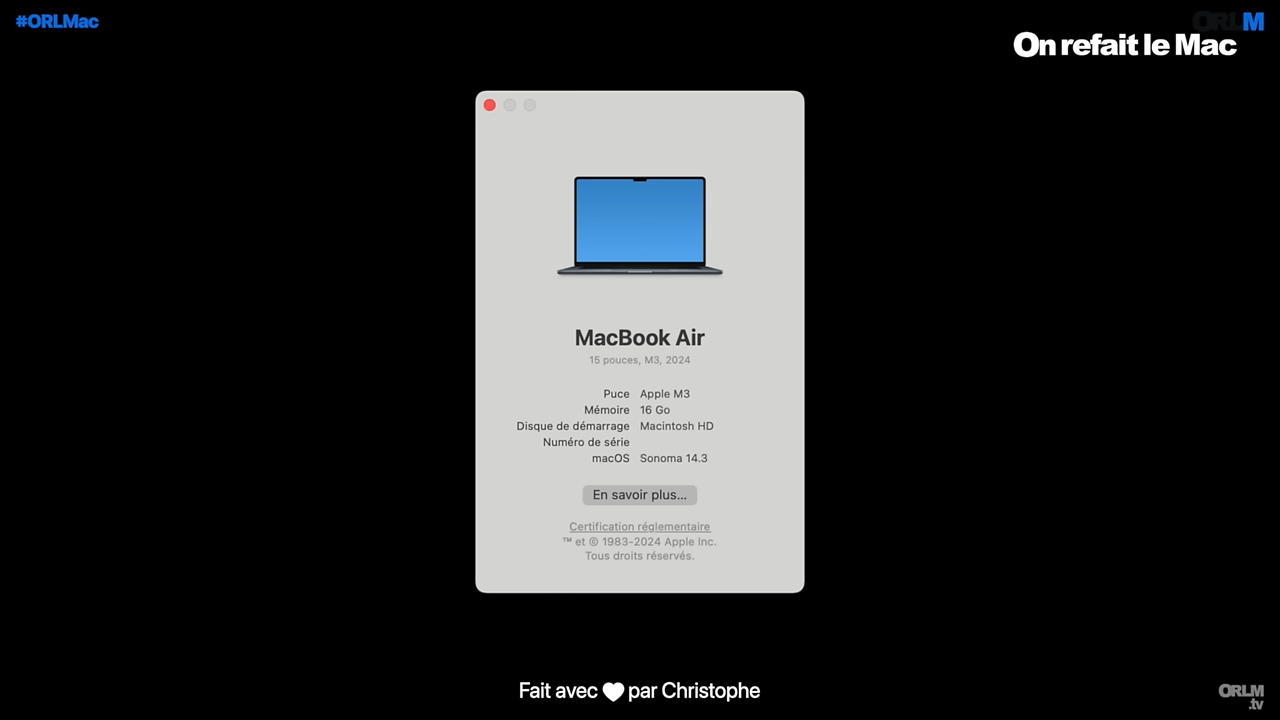 #ORLMac
ORLM
On refait le Mac
MacBook Air
15 pouces, M3, 2024
Puce Apple M3
Mémoire 16 Go
Disque de démarrage Macintosh HD
Numéro de série
macOS Sonoma 14.3
En savoir plus...
Certification réglementaire
™ et © 1983-2024 Apple Inc.
Tous droits réservés.
Fait avec ♥ par Christophe
ORLM
.tv